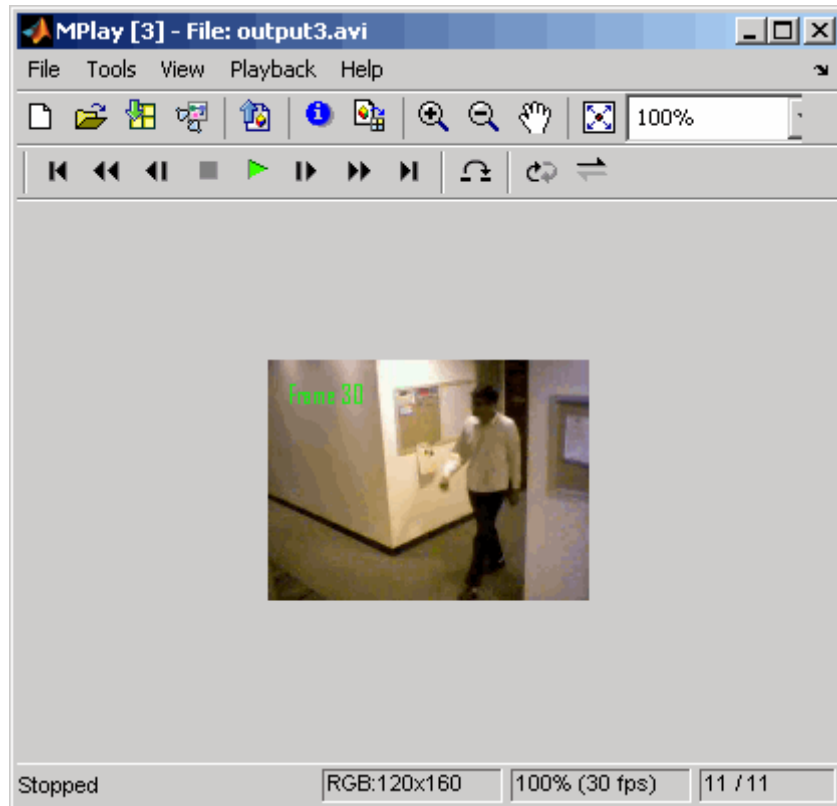 MPlay [3] - File: output3.avi
File Tools View Playback Help
100%
Frame 30
Stopped RGB:120x160 100% (30 fps) 11 / 11